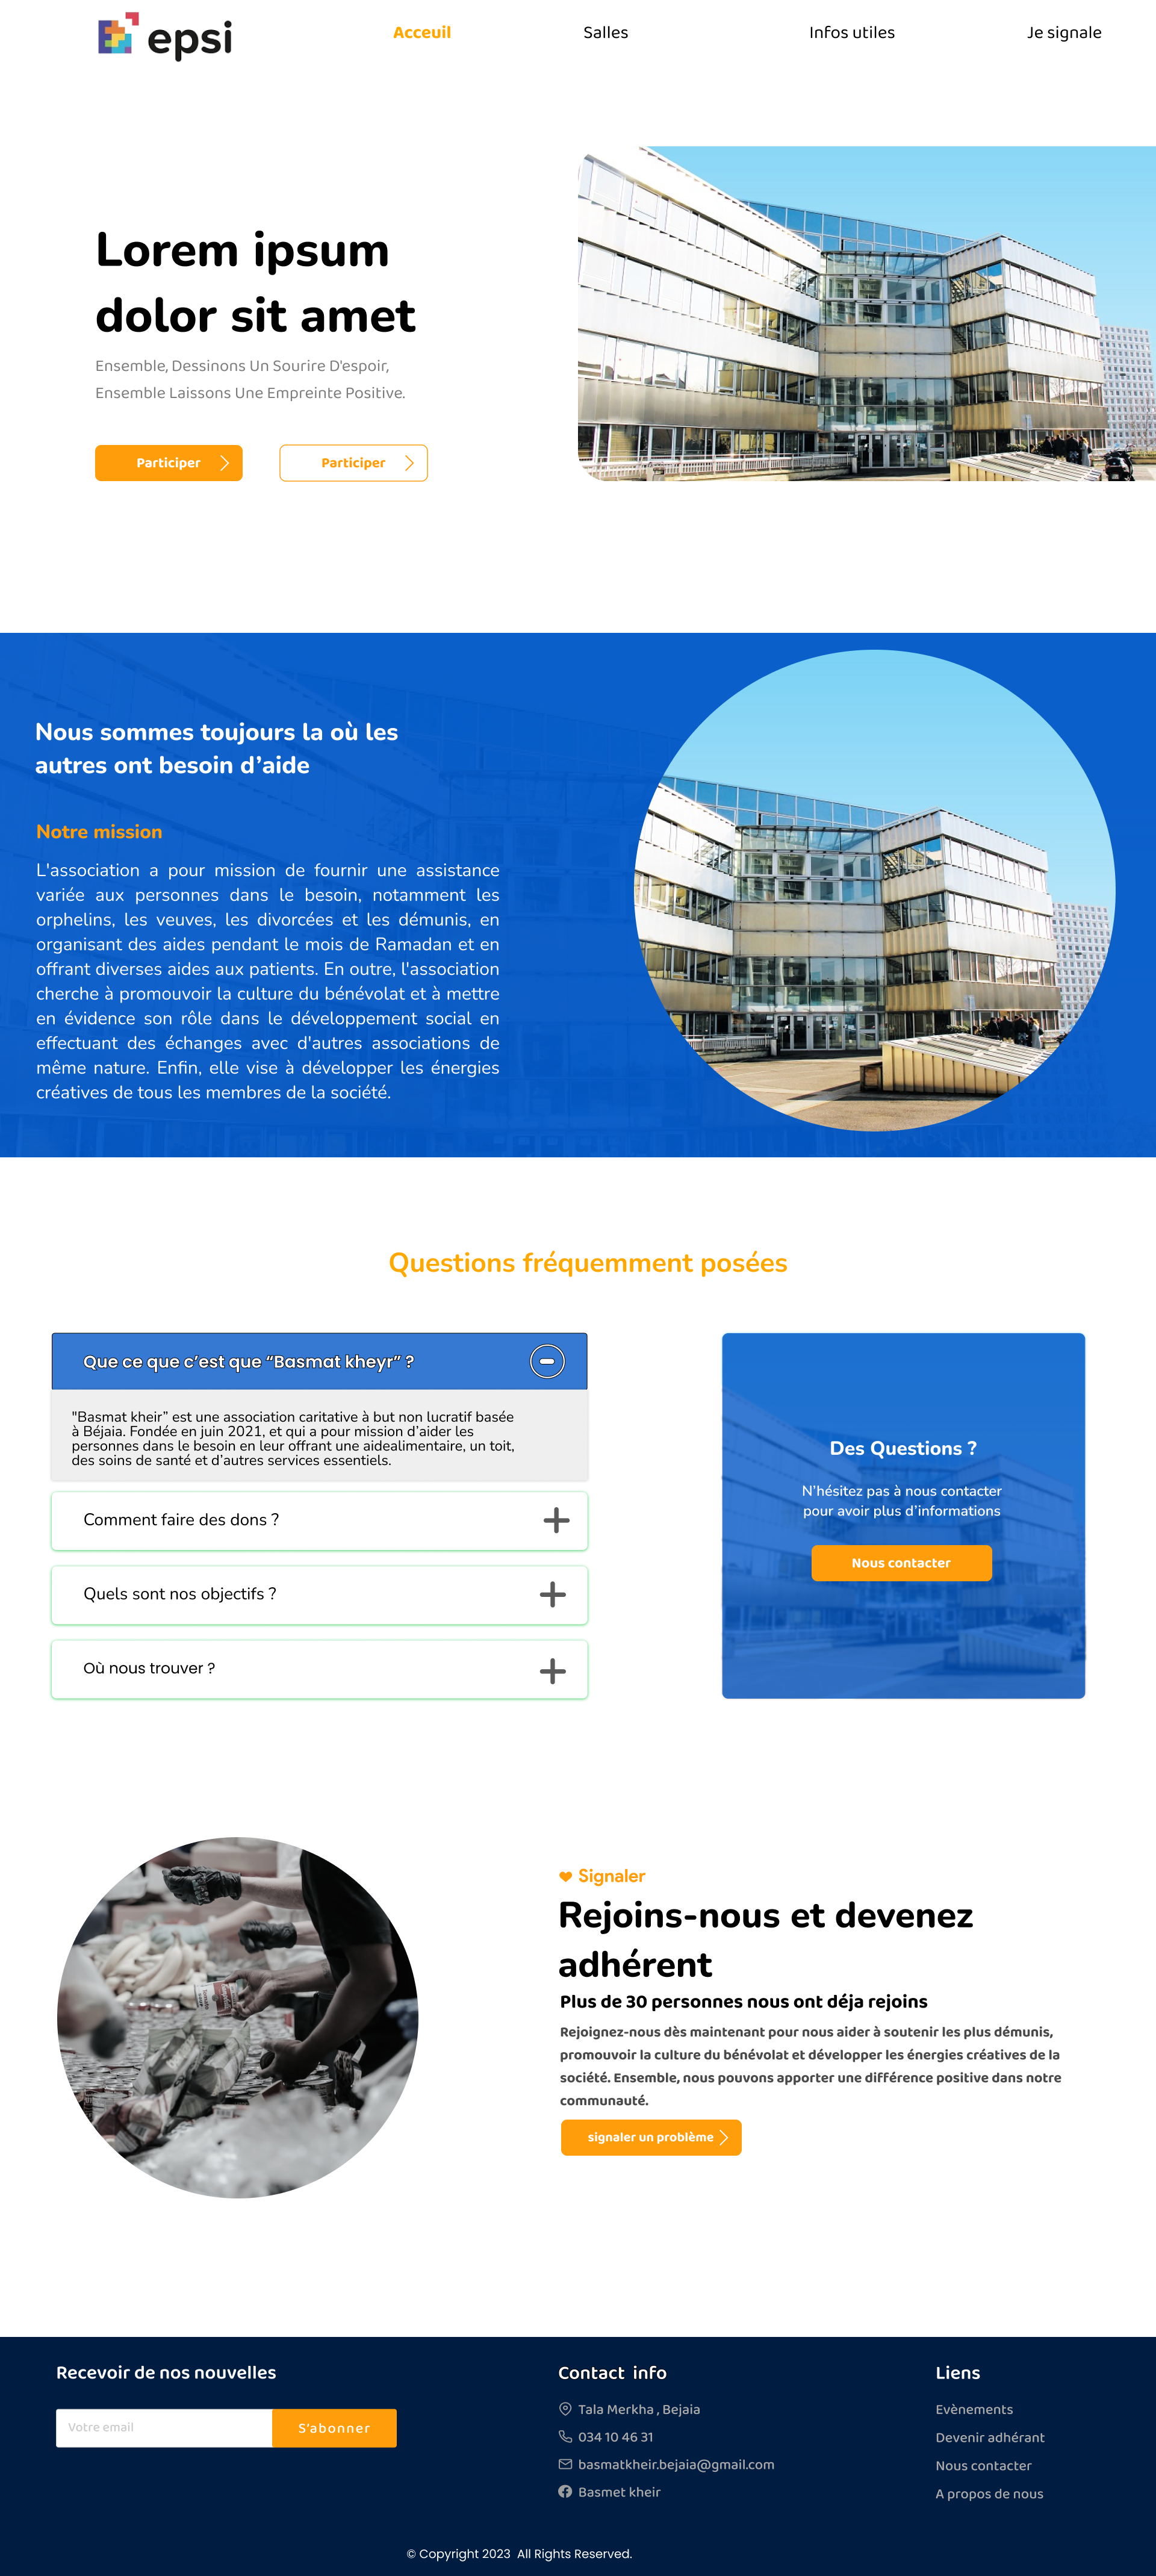 epsi
Acceuil
Salles
Infos utiles
Je signale
Lorem ipsum
dolor sit amet
Ensemble, Dessinons Un Sourire D'espoir,
Ensemble Laissons Une Empreinte Positive.
Participer
Participer
Nous sommes toujours la où les
autres ont besoin d’aide
Notre mission
L'association a pour mission de fournir une assistance
variée aux personnes dans le besoin, notamment les
orphelins, les veuves, les divorcées et les démunis, en
organisant des aides pendant le mois de Ramadan et en
offrant diverses aides aux patients. En outre, l'association
cherche à promouvoir la culture du bénévolat et à mettre
en évidence son rôle dans le développement social en
effectuant des échanges avec d'autres associations de
même nature. Enfin, elle vise à développer les énergies
créatives de tous les membres de la société.
Questions fréquemment posées
Que ce que c’est que “Basmat kheyr” ?
"Basmat kheir” est une association caritative à but non lucratif basée
à Béjaia. Fondée en juin 2021, et qui a pour mission d’aider les
personnes dans le besoin en leur offrant une aidealimentaire, un toit,
des soins de santé et d’autres services essentiels.
Comment faire des dons ?
Quels sont nos objectifs ?
Où nous trouver ?
Des Questions ?
N’hésitez pas à nous contacter
pour avoir plus d’informations
Nous contacter
Signaler
Rejoins-nous et devenez
adhérent
Plus de 30 personnes nous ont déja rejoins
Rejoignez-nous dès maintenant pour nous aider à soutenir les plus démunis,
promouvoir la culture du bénévolat et développer les énergies créatives de la
société. Ensemble, nous pouvons apporter une différence positive dans notre
communauté.
signaler un problème
Recevoir de nos nouvelles
Votre email
S'abonner
Contact info
Tala Merkha , Bejaia
034 10 46 31
basmatkheir.bejaia@gmail.com
Basmet kheir
Liens
Evènements
Devenir adhérant
Nous contacter
A propos de nous
© Copyright 2023 All Rights Reserved.